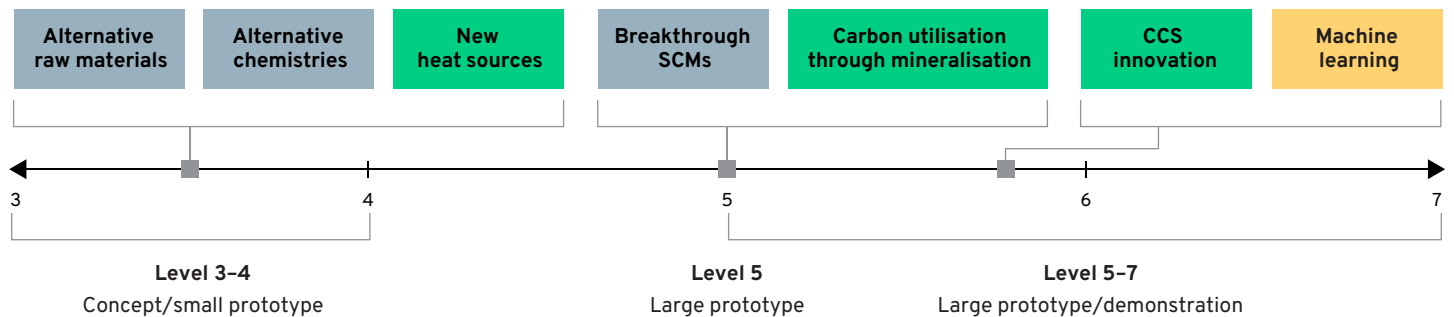 Alternative
raw materials
Alternative
chemistries
New
heat sources
Breakthrough
SCMs
Carbon utilisation
through mineralisation
CCS
innovation
Machine
learning
3
4
5
6
7
Level 3–4
Concept/small prototype
Level 5
Large prototype
Level 5–7
Large prototype/demonstration